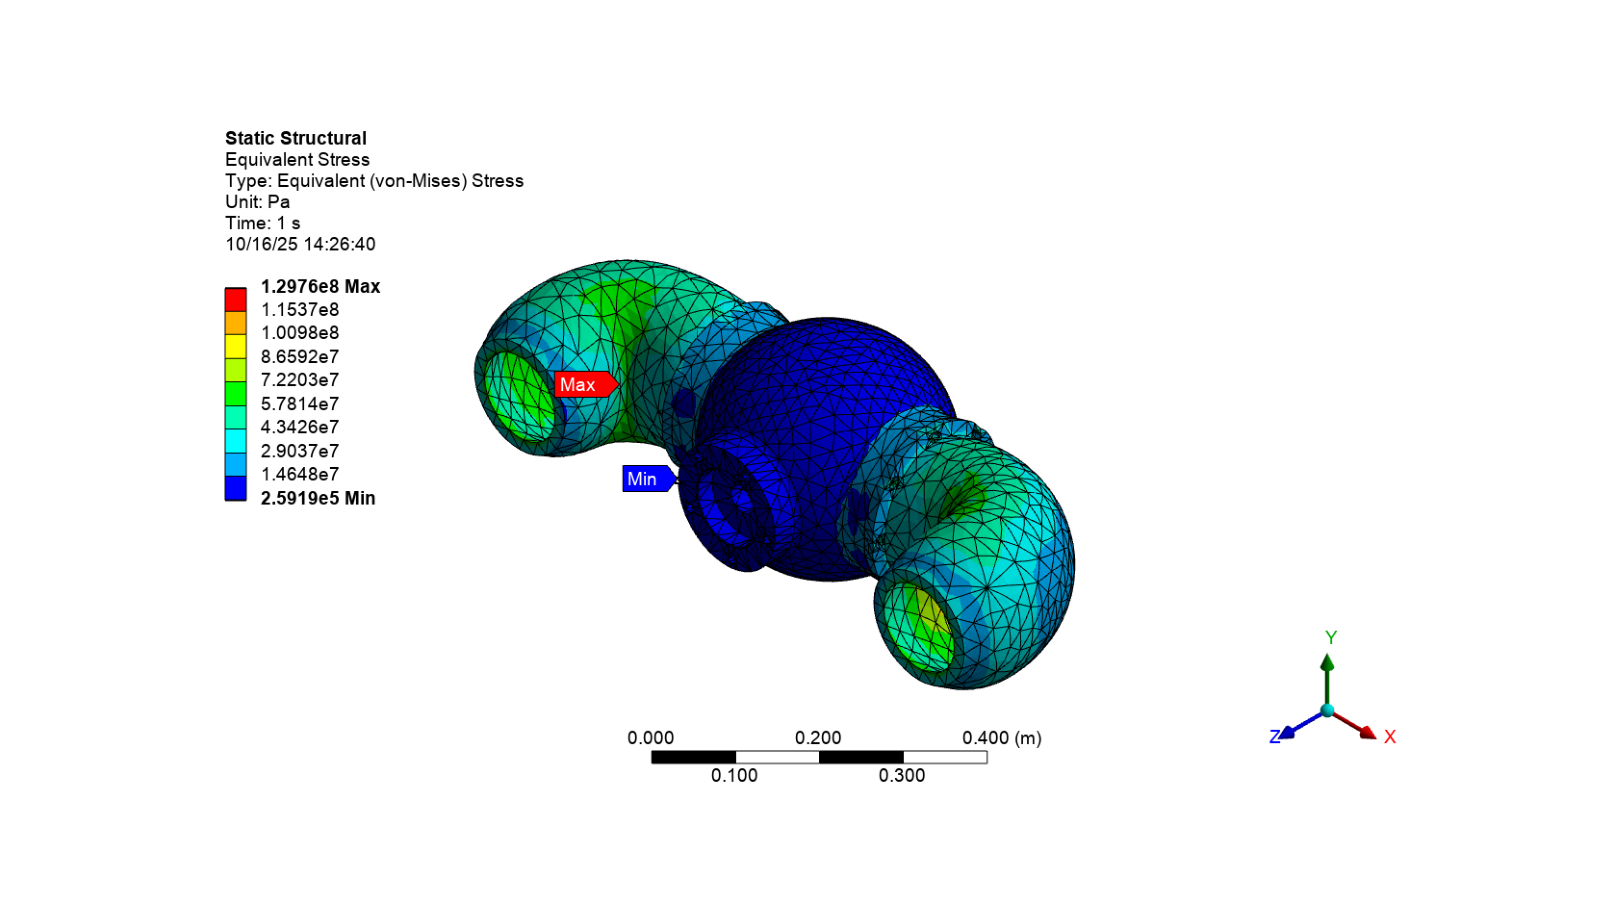 Static Structural
Equivalent Stress
Type: Equivalent (von-Mises) Stress
Unit: Pa
Time: 1 s
10/16/25 14:26:40
1.2976e8 Max
1.1537e8
1.0098e8
8.6592e7
7.2203e7
5.7814e7
4.3426e7
2.9037e7
1.4648e7
2.5919e5 Min
Max
Min
0.000 0.200 0.400 (m)
0.100 0.300
Y
Z X